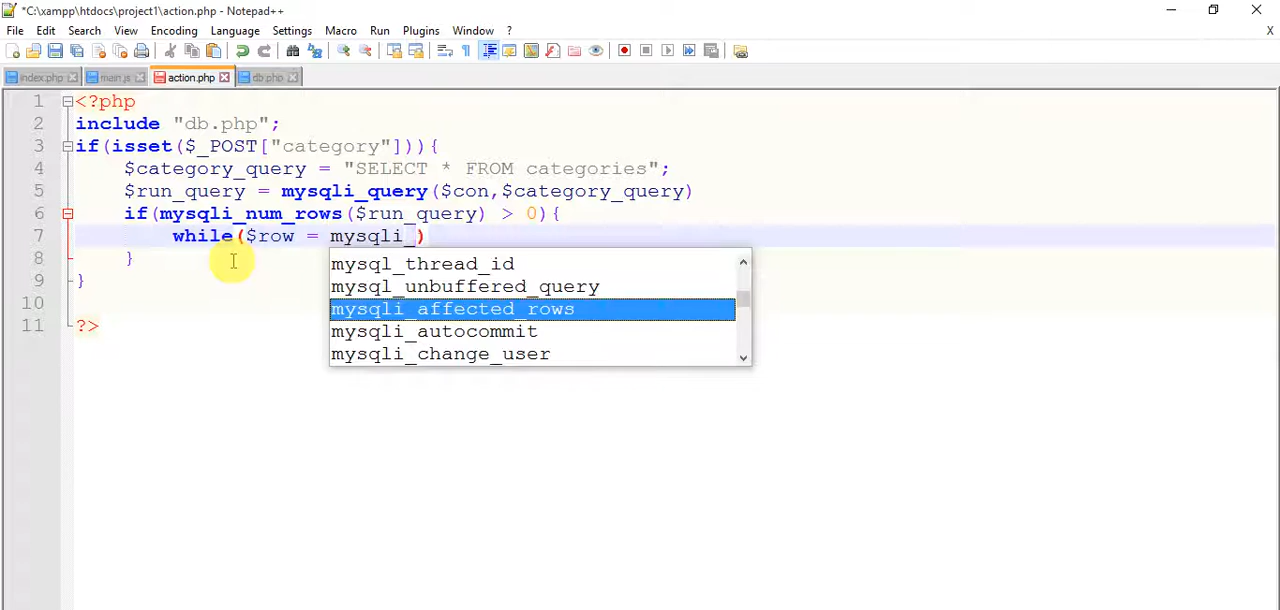 *C:\xampp\htdocs\project1\action.php - Notepad++
File Edit Search View Encoding Language Settings Macro Run Plugins Window ? X
index.php main.js action.php db.php
1 <?php
2 include "db.php";
3 if(isset($_POST["category"])){
4 $category_query = "SELECT * FROM categories";
5 $run_query = mysqli_query($con,$category_query)
6 if(mysqli_num_rows($run_query) > 0){
7 while($row = mysqli_)
8 }
9 }
10
11 ?>
mysql_thread_id
mysql_unbuffered_query
mysqli_affected_rows
mysqli_autocommit
mysqli_change_user